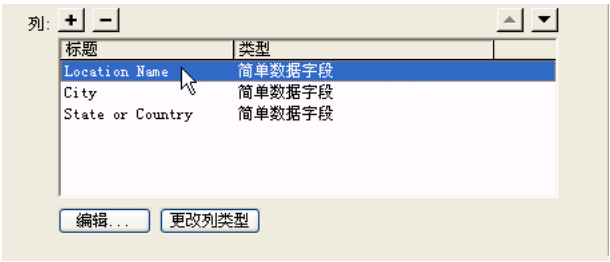 列:
标题 类型
Location Name 简单数据字段
City 简单数据字段
State or Country 简单数据字段
编辑... 更改列类型